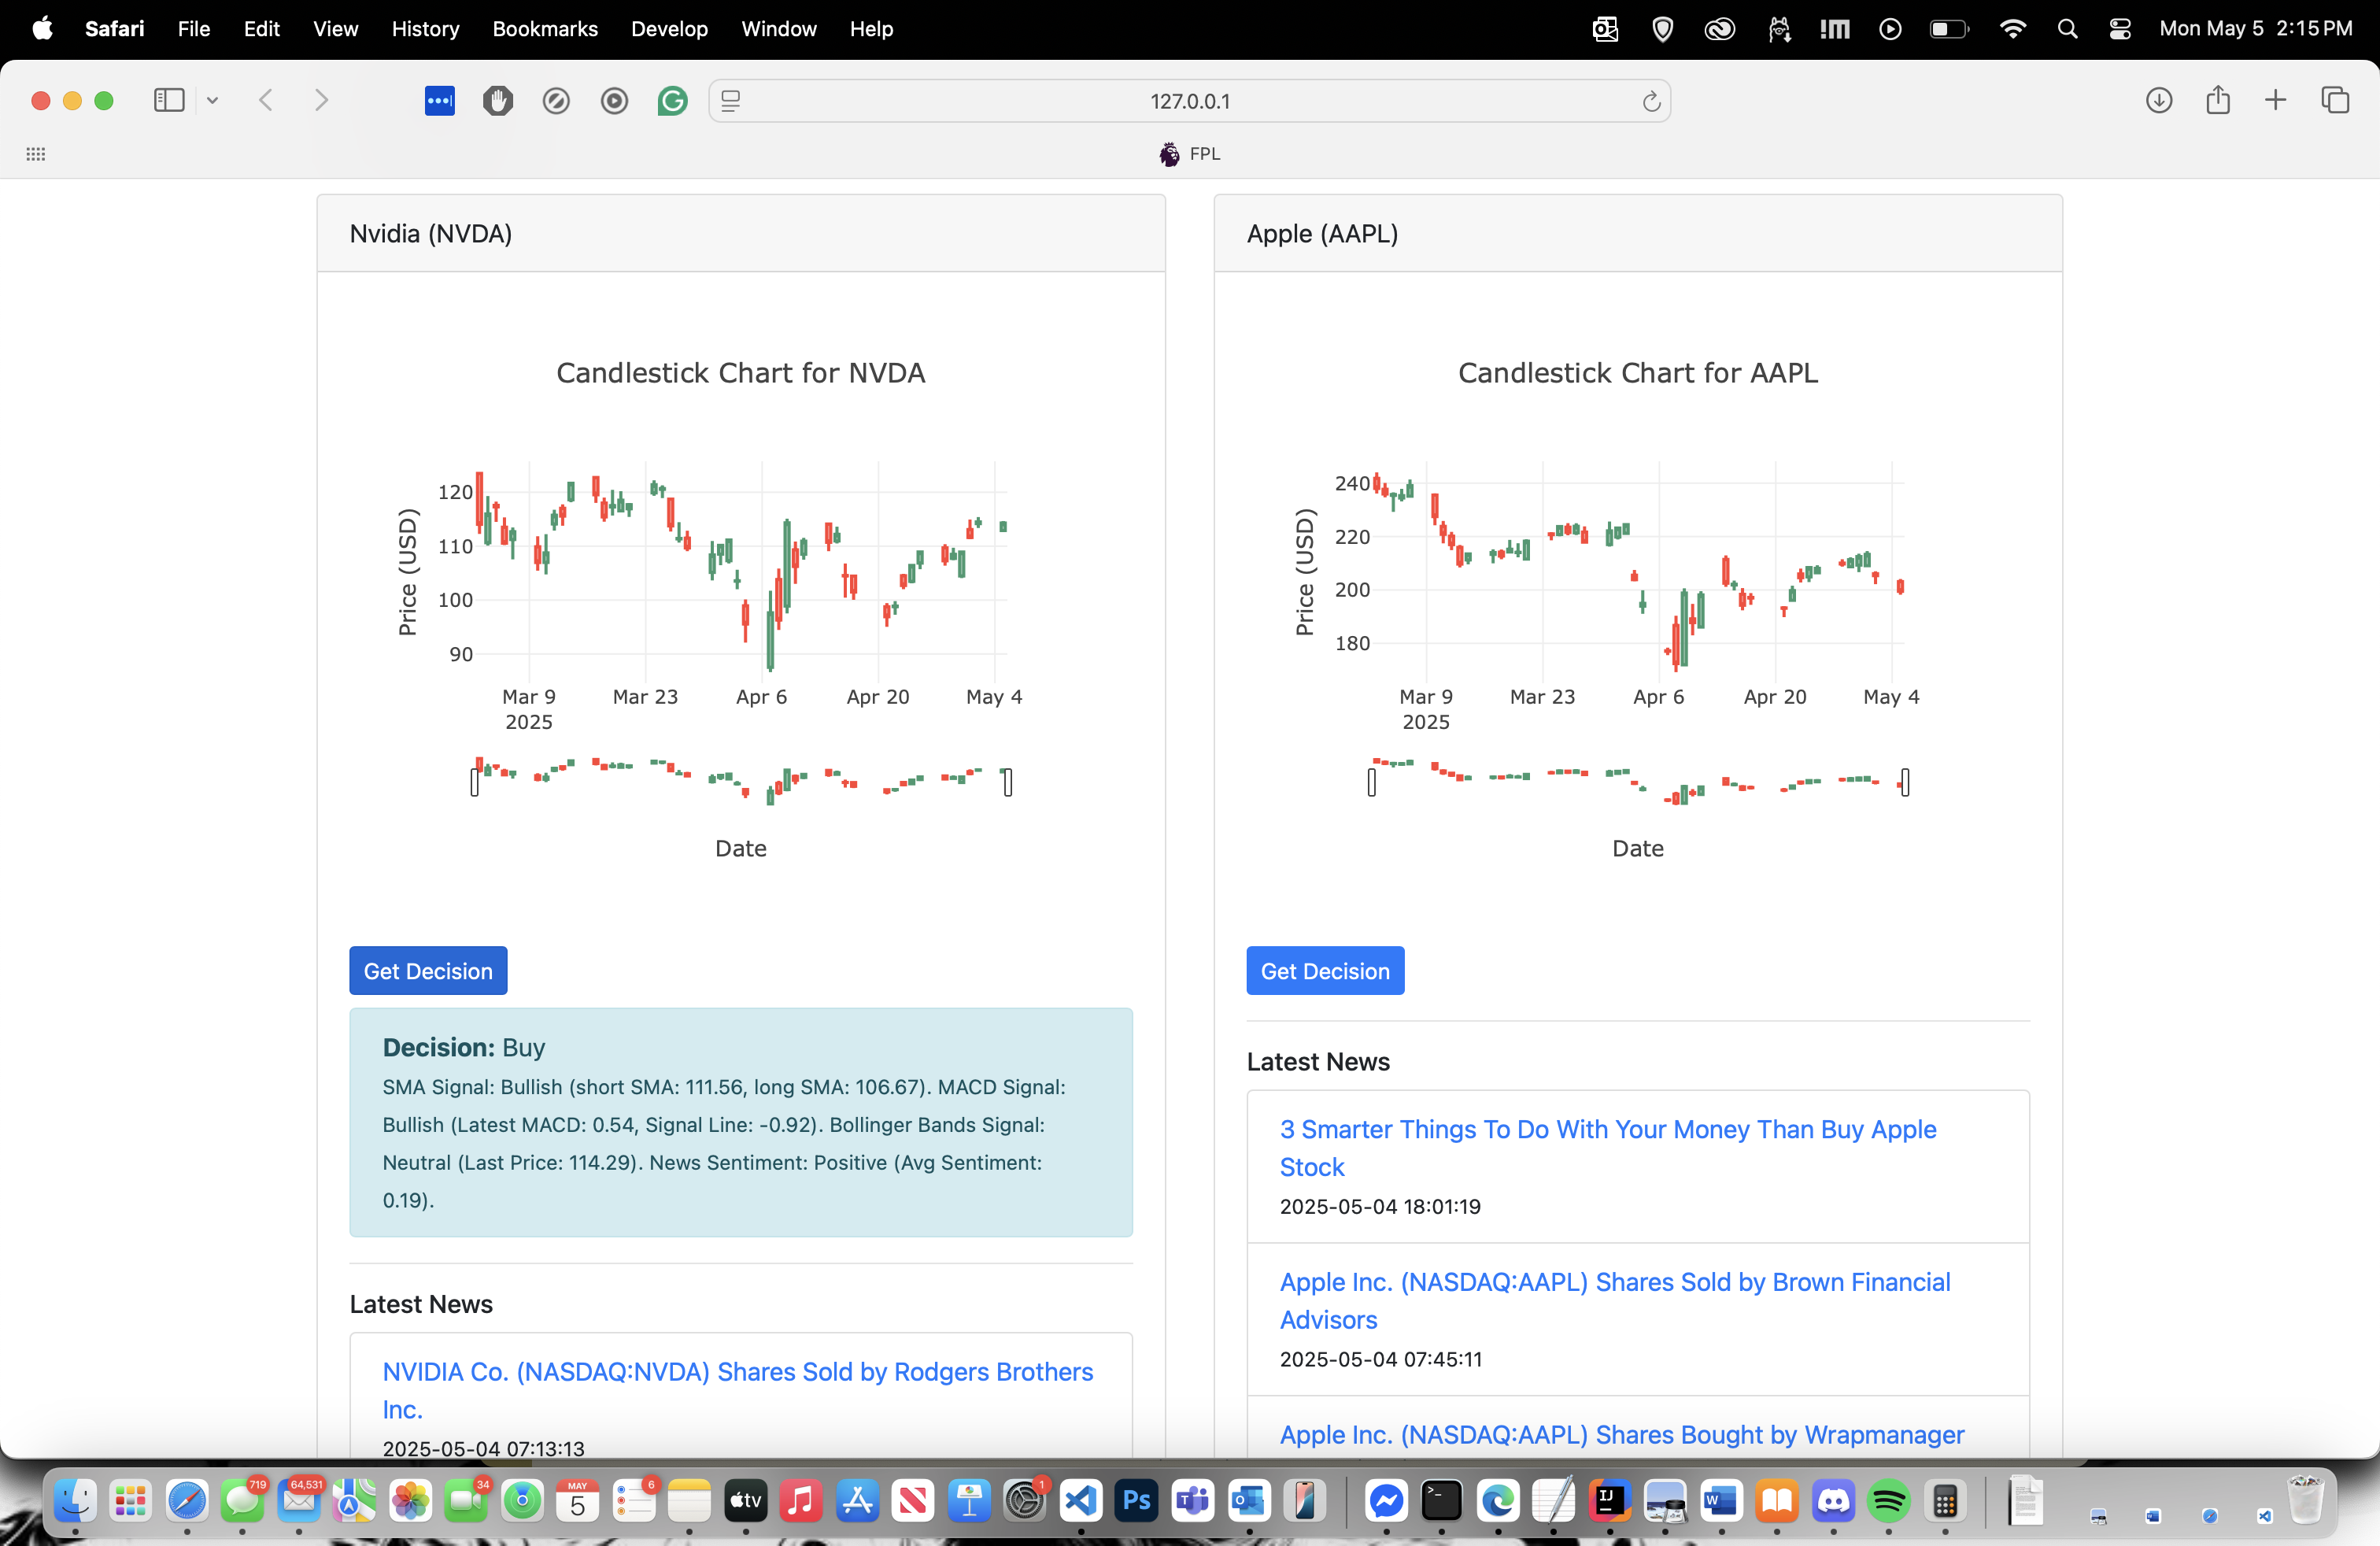 Safari File Edit View History Bookmarks Develop Window Help
Mon May 5 2:15 PM
127.0.0.1
FPL
Nvidia (NVDA)
Candlestick Chart for NVDA
Price (USD)
120
110
100
90
Mar 9 Mar 23 Apr 6 Apr 20 May 4
2025
Date
Get Decision
Decision: Buy
SMA Signal: Bullish (short SMA: 111.56, long SMA: 106.67). MACD Signal:
Bullish (Latest MACD: 0.54, Signal Line: -0.92). Bollinger Bands Signal:
Neutral (Last Price: 114.29). News Sentiment: Positive (Avg Sentiment:
0.19).
Latest News
NVIDIA Co. (NASDAQ:NVDA) Shares Sold by Rodgers Brothers
Inc.
2025-05-04 07:13:13
Apple (AAPL)
Candlestick Chart for AAPL
Price (USD)
240
220
200
180
Mar 9 Mar 23 Apr 6 Apr 20 May 4
2025
Date
Get Decision
Latest News
3 Smarter Things To Do With Your Money Than Buy Apple
Stock
2025-05-04 18:01:19
Apple Inc. (NASDAQ:AAPL) Shares Sold by Brown Financial
Advisors
2025-05-04 07:45:11
Apple Inc. (NASDAQ:AAPL) Shares Bought by Wrapmanager
719
64,531
34
MAY
5
6
tv
1
Ps
IJ
W